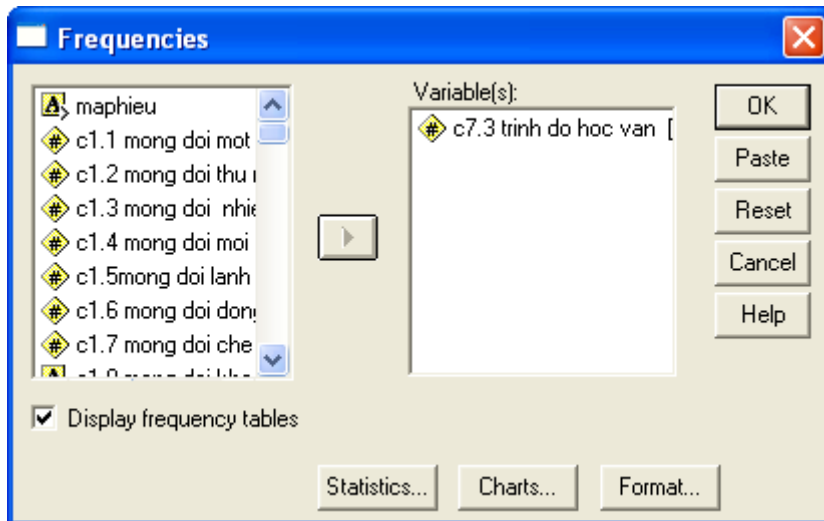 Frequencies
maphieu
c1.1 mong doi mot
c1.2 mong doi thu
c1.3 mong doi nhie
c1.4 mong doi moi
c1.5mong doi lanh
c1.6 mong doi dong
c1.7 mong doi che
Variable(s):
c7.3 trinh do hoc van [
OK
Paste
Reset
Cancel
Help
Display frequency tables
Statistics...
Charts...
Format...